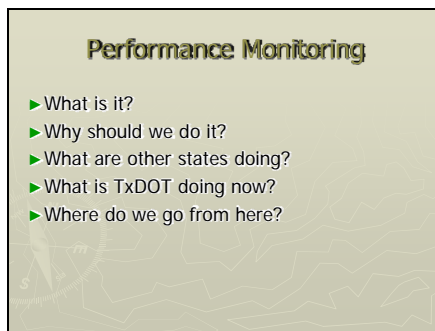 Performance Monitoring
►What is it?
►Why should we do it?
►What are other states doing?
►What is TxDOT doing now?
►Where do we go from here?
m
s